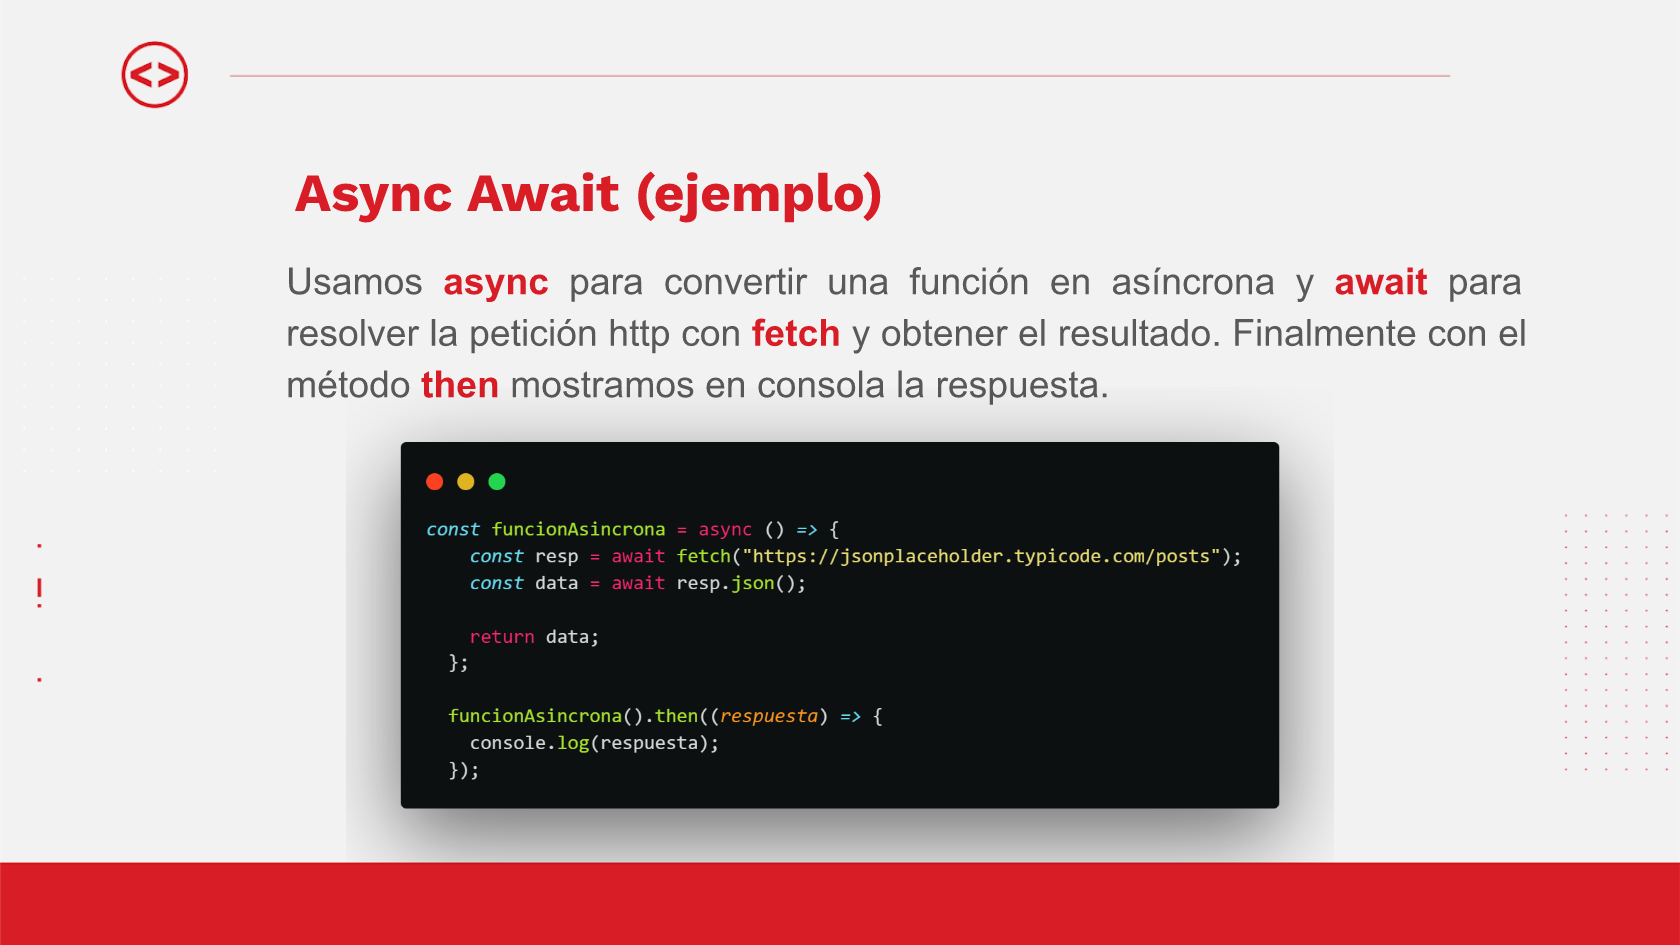 <>
Async Await (ejemplo)
Usamos async para convertir una función en asíncrona y await para
resolver la petición http con fetch y obtener el resultado. Finalmente con el
método then mostramos en consola la respuesta.
const funcionAsincrona = async () => {
    const resp = await fetch("https://jsonplaceholder.typicode.com/posts");
    const data = await resp.json();
    return data;
  };
  funcionAsincrona().then((respuesta) => {
    console.log(respuesta);
  });